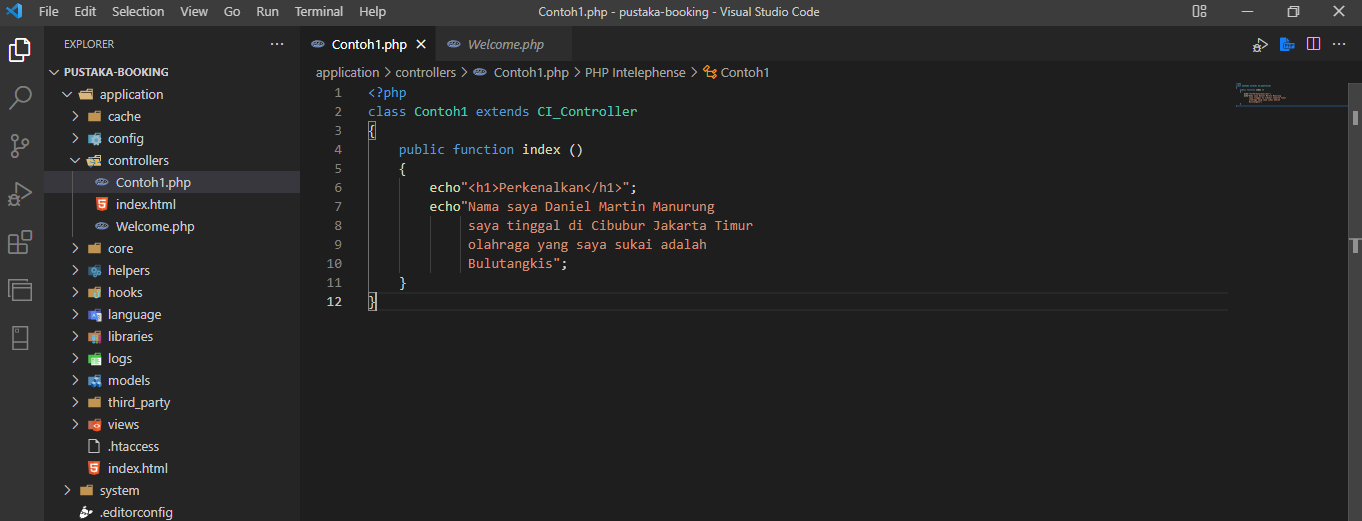 File Edit Selection View Go Run Terminal Help Contoh1.php - pustaka-booking - Visual Studio Code
EXPLORER
PUSTAKA-BOOKING
application
cache
config
controllers
Contoh1.php
index.html
Welcome.php
core
helpers
hooks
language
libraries
logs
models
third_party
views
.htaccess
index.html
system
.editorconfig
Contoh1.php Welcome.php
application > controllers > Contoh1.php > PHP Intelephense > Contoh1
1 <?php
2 class Contoh1 extends CI_Controller
3 {
4 public function index ()
5 {
6 echo"<h1>Perkenalkan</h1>";
7 echo"Nama saya Daniel Martin Manurung
8 saya tinggal di Cibubur Jakarta Timur
9 olahraga yang saya sukai adalah
10 Bulutangkis";
11 }
12 }